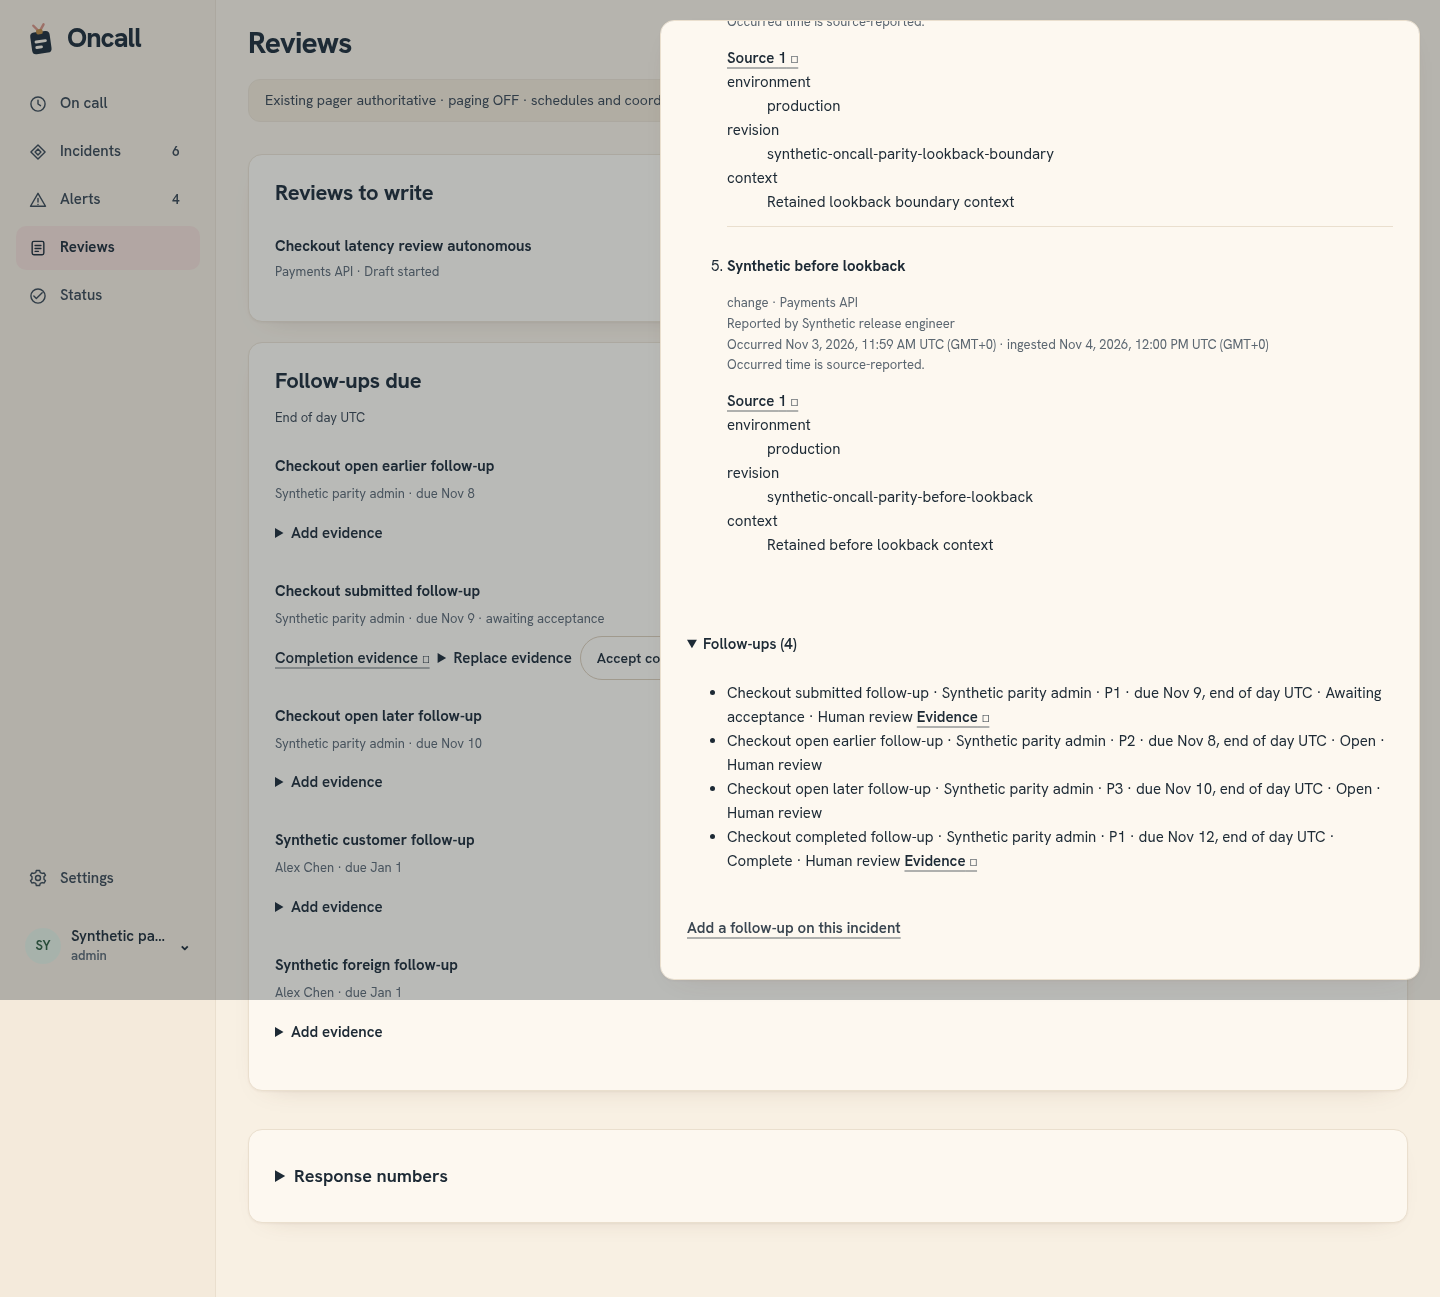 Oncall
On call
Incidents 6
Alerts 4
Reviews
Status
Settings
SY
Synthetic pa...
admin
Reviews
Existing pager authoritative · paging OFF · schedules and coord
Reviews to write
Checkout latency review autonomous
Payments API · Draft started
Follow-ups due
End of day UTC
Checkout open earlier follow-up
Synthetic parity admin · due Nov 8
Add evidence
Checkout submitted follow-up
Synthetic parity admin · due Nov 9 · awaiting acceptance
Completion evidence Replace evidence Accept co
Checkout open later follow-up
Synthetic parity admin · due Nov 10
Add evidence
Synthetic customer follow-up
Alex Chen · due Jan 1
Add evidence
Synthetic foreign follow-up
Alex Chen · due Jan 1
Add evidence
Response numbers
Occurred time is source-reported.
Source 1
environment
production
revision
synthetic-oncall-parity-lookback-boundary
context
Retained lookback boundary context
5. Synthetic before lookback
change · Payments API
Reported by Synthetic release engineer
Occurred Nov 3, 2026, 11:59 AM UTC (GMT+0) · ingested Nov 4, 2026, 12:00 PM UTC (GMT+0)
Occurred time is source-reported.
Source 1
environment
production
revision
synthetic-oncall-parity-before-lookback
context
Retained before lookback context
Follow-ups (4)
Checkout submitted follow-up · Synthetic parity admin · P1 · due Nov 9, end of day UTC · Awaiting
acceptance · Human review Evidence
Checkout open earlier follow-up · Synthetic parity admin · P2 · due Nov 8, end of day UTC · Open ·
Human review
Checkout open later follow-up · Synthetic parity admin · P3 · due Nov 10, end of day UTC · Open ·
Human review
Checkout completed follow-up · Synthetic parity admin · P1 · due Nov 12, end of day UTC ·
Complete · Human review Evidence
Add a follow-up on this incident